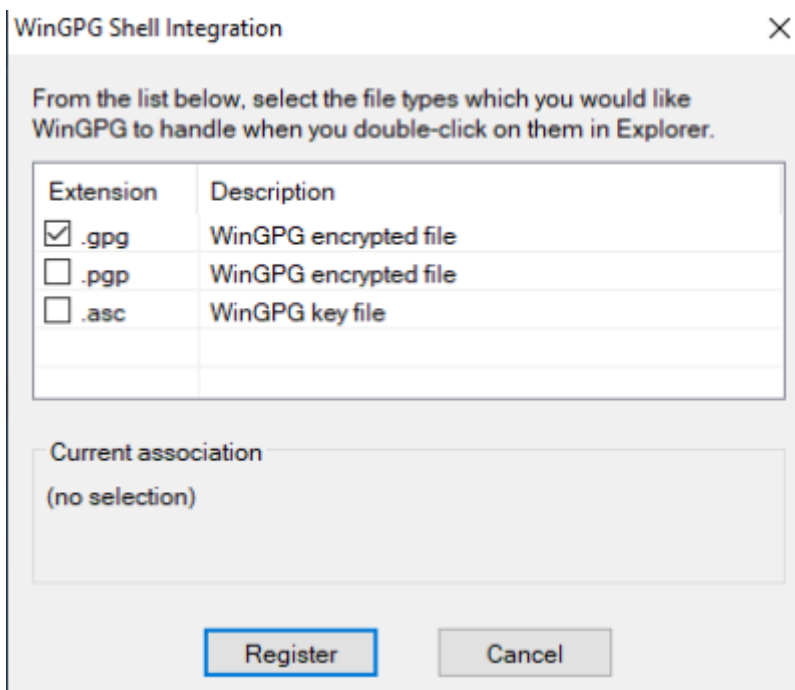 WinGPG Shell Integration
From the list below, select the file types which you would like
WinGPG to handle when you double-click on them in Explorer.
Extension Description
.gpg WinGPG encrypted file
.pgp WinGPG encrypted file
.asc WinGPG key file
Current association
(no selection)
Register Cancel